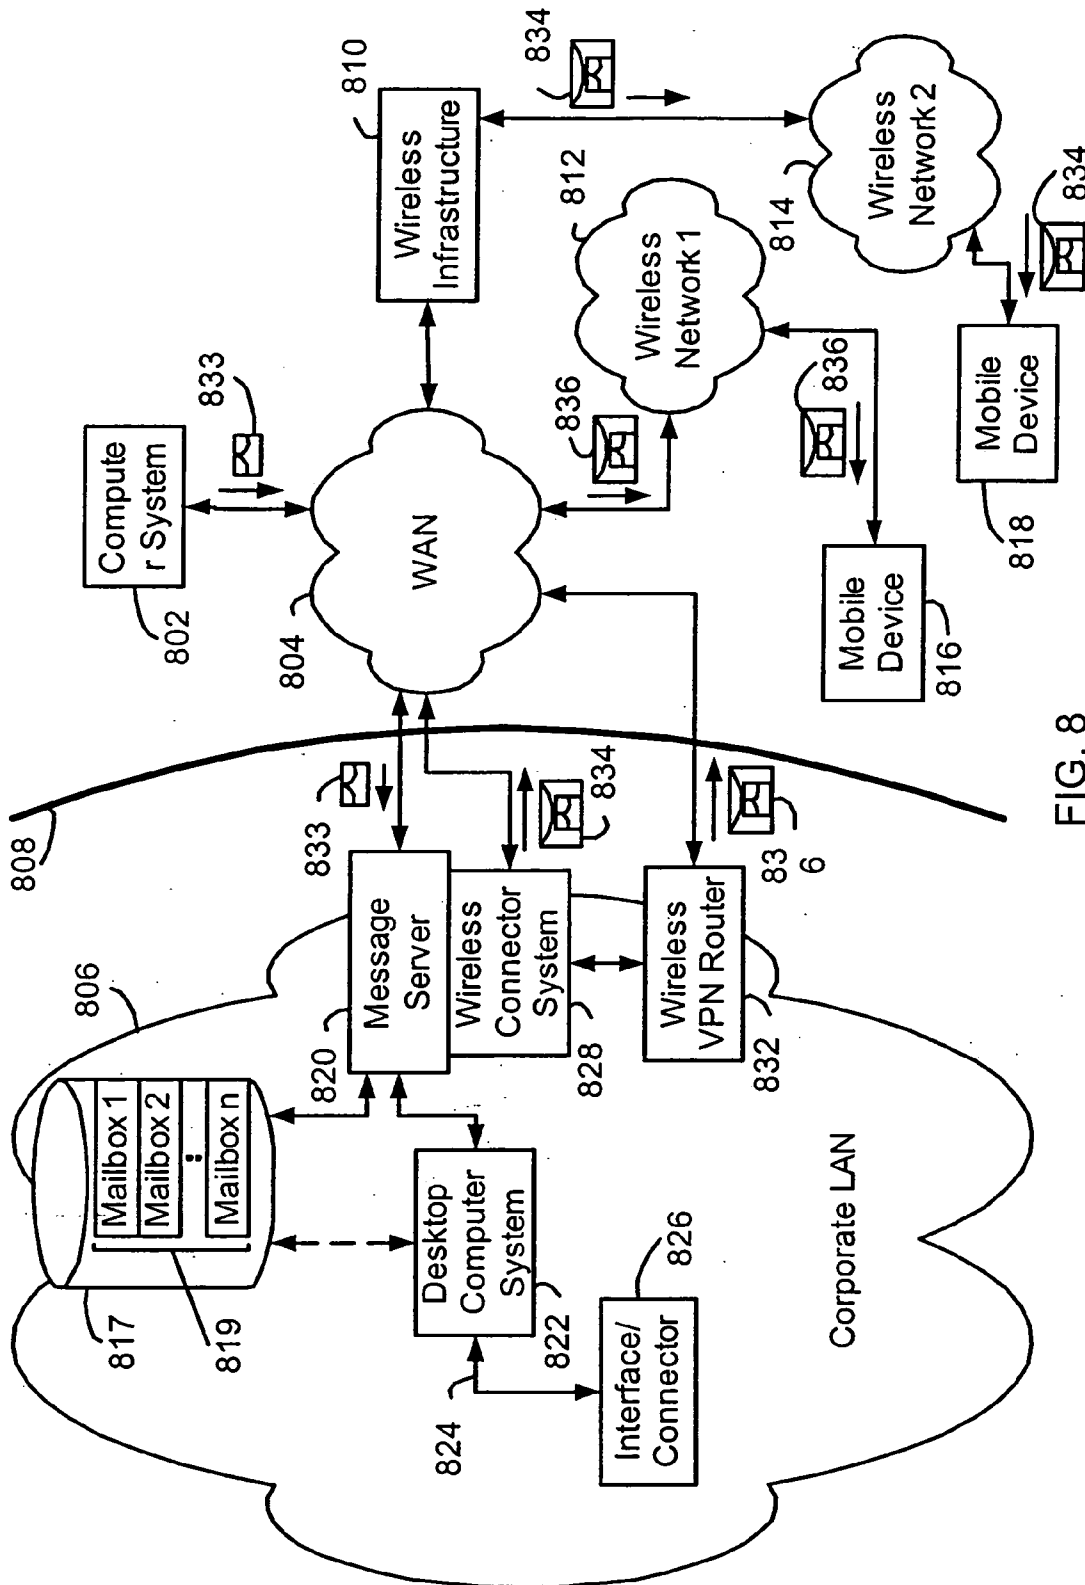 808
806
817
819
Mailbox 1
Mailbox 2
Mailbox n
820
Message
Server
833
833
Compute
r System
802
804
WAN
810
Wireless
Infrastructure
834
Wireless
Connector
System
828
834
Desktop
Computer
System
822
824
Interface/
Connector
826
Wireless
VPN Router
832
83
6
836
812
Wireless
Network 1
814
Wireless
Network 2
836
834
Mobile
Device
816
Mobile
Device
818
Corporate LAN
FIG. 8